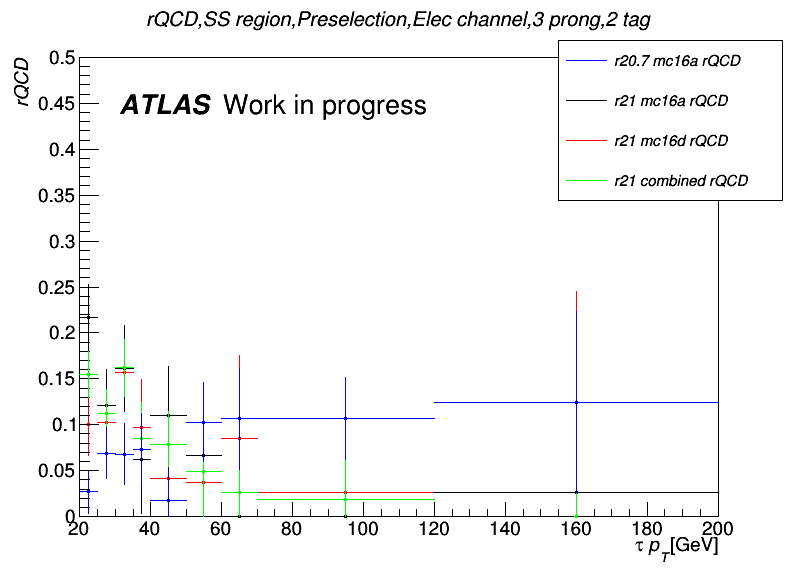 rQCD,SS region,Preselection,Elec channel,3 prong,2 tag
rQCD
0.5
0.45
0.4
0.35
0.3
0.25
0.2
0.15
0.1
0.05
0
ATLAS Work in progress
r20.7 mc16a rQCD
r21 mc16a rQCD
r21 mc16d rQCD
r21 combined rQCD
20 40 60 80 100 120 140 160 180 200
τ p_T[GeV]